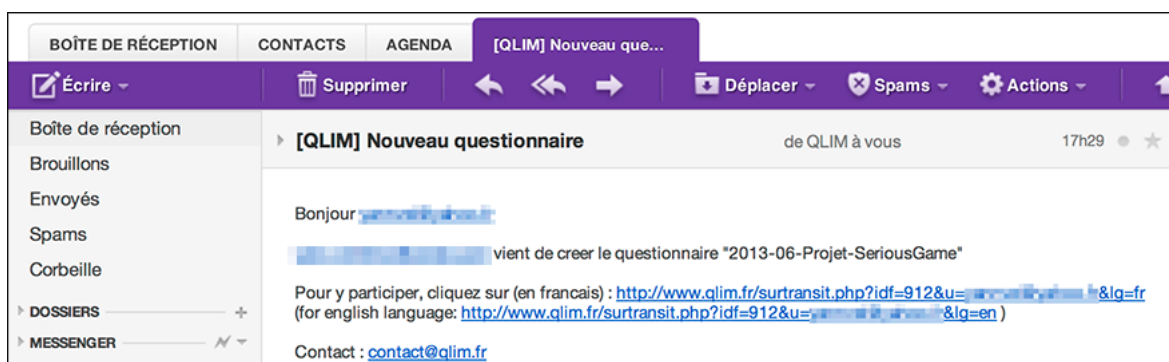 BOÎTE DE RÉCEPTION CONTACTS AGENDA [QLIM] Nouveau que...
Écrire Supprimer Déplacer Spams Actions
Boîte de réception
[QLIM] Nouveau questionnaire de QLIM à vous 17h29
Brouillons
Envoyés
Spams
Corbeille
DOSSIERS
MESSENGER
Bonjour
vient de creer le questionnaire "2013-06-Projet-SeriousGame"
Pour y participer, cliquez sur (en francais) : http://www.qlim.fr/surtransit.php?idf=912&u= &lg=fr
(for english language: http://www.qlim.fr/surtransit.php?idf=912&u= &lg=en )
Contact : contact@qlim.fr